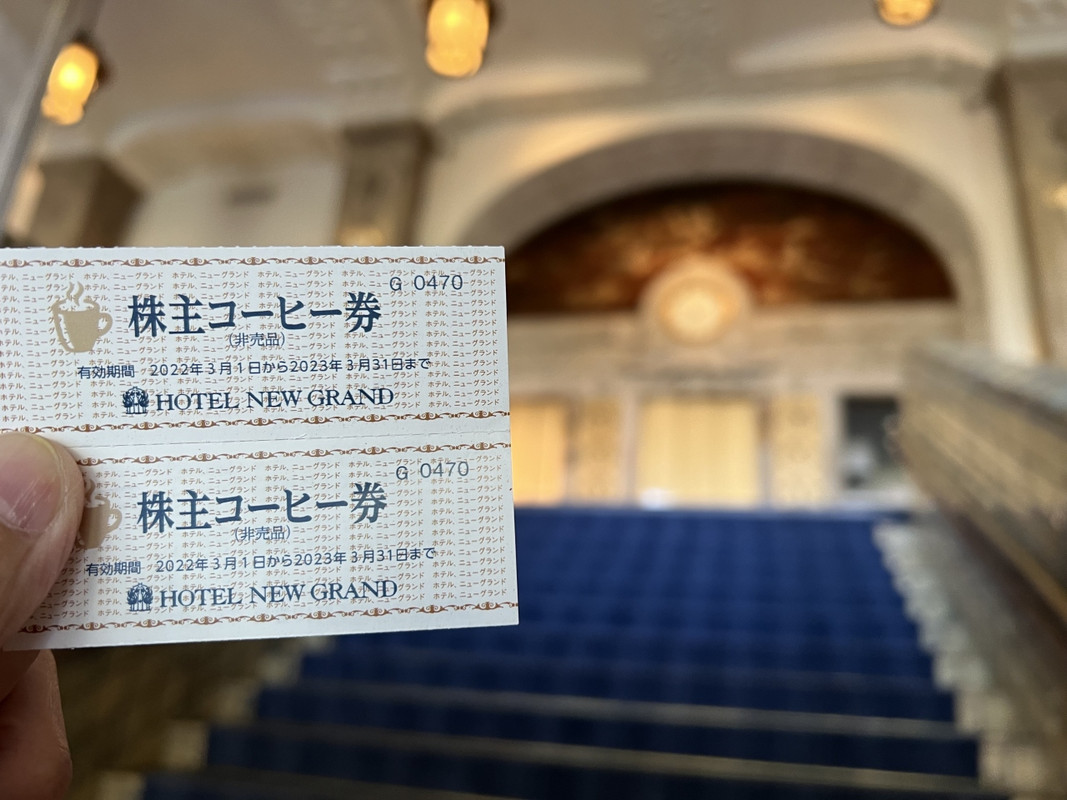 G 0470
株主コーヒー券
(非売品)
有効期間 2022年3月1日から2023年3月31日まで
HOTEL NEW GRAND
G 0470
株主コーヒー券
(非売品)
有効期間 2022年3月1日から2023年3月31日まで
HOTEL NEW GRAND